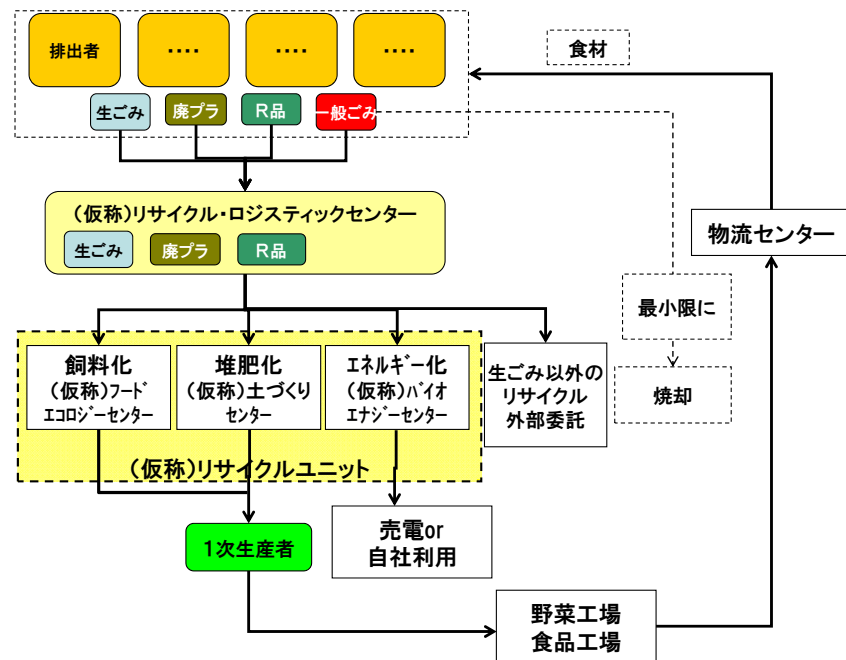 排出者
‥‥
‥‥
‥‥
食材
生ごみ
廃プラ
R品
一般ごみ
(仮称)リサイクル・ロジスティックセンター
生ごみ
廃プラ
R品
物流センター
最小限に
飼料化
(仮称)フード
エコロジーセンター
堆肥化
(仮称)土づくり
センター
エネルギー化
(仮称)バイオ
エナジーセンター
生ごみ以外の
リサイクル
外部委託
焼却
(仮称)リサイクルユニット
1次生産者
売電or
自社利用
野菜工場
食品工場